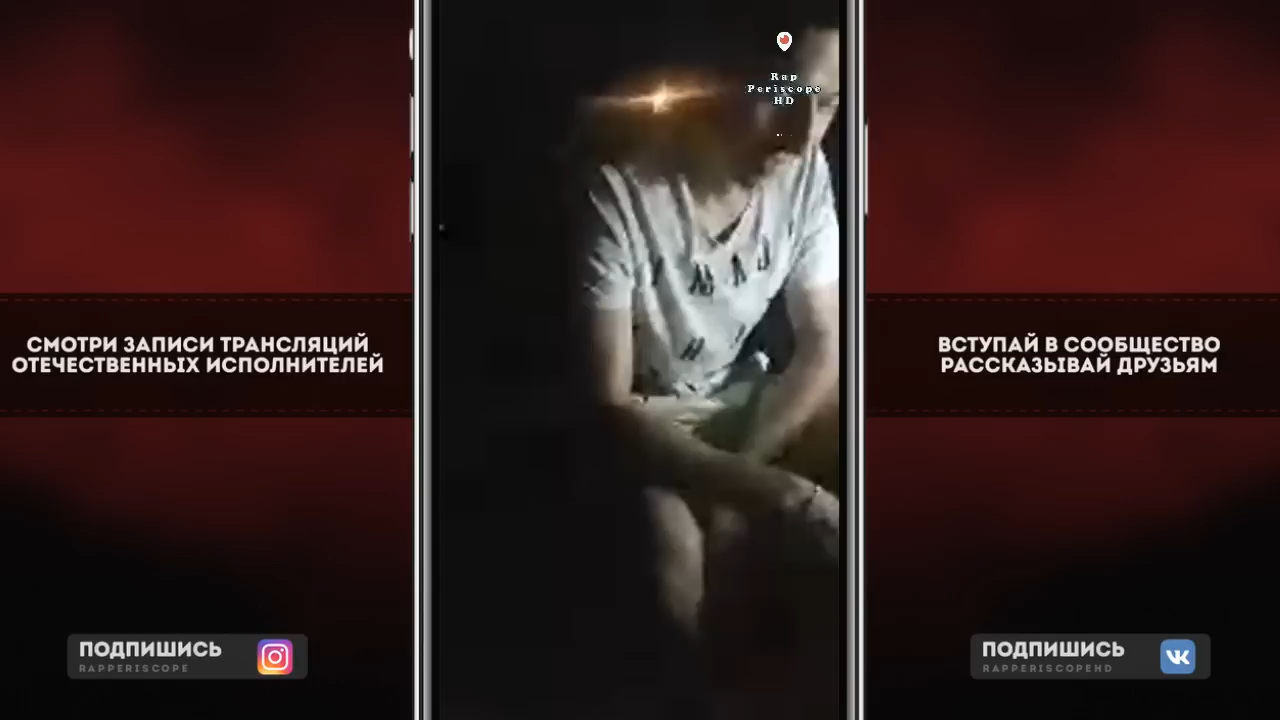 Rap
Periscope
HD
СМОТРИ ЗАПИСИ ТРАНСЛЯЦИЙ
ОТЕЧЕСТВЕННЫХ ИСПОЛНИТЕЛЕЙ
ВСТУПАЙ В СООБЩЕСТВО
РАССКАЗЫВАЙ ДРУЗЬЯМ
ПОДПИШИСЬ
RAPPERISCOPE
ПОДПИШИСЬ
RAPPERISCOPEHD